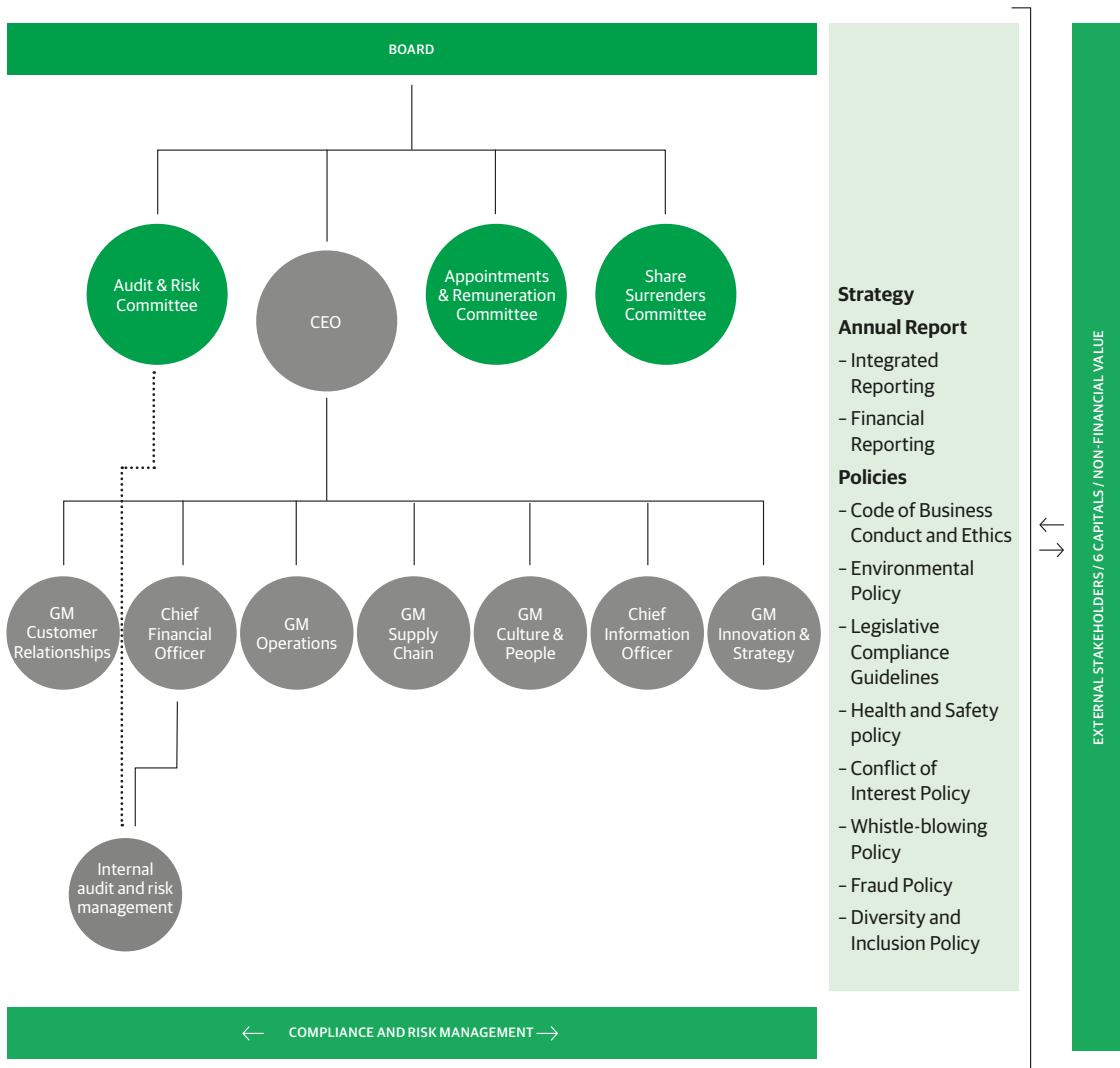 BOARD
Audit & Risk
Committee
CEO
Appointments
& Remuneration
Committee
Share
Surrenders
Committee
GM
Customer
Relationships
Chief
Financial
Officer
GM
Operations
GM
Supply
Chain
GM
Culture &
People
Chief
Information
Officer
GM
Innovation &
Strategy
Internal
audit and risk
management
← COMPLIANCE AND RISK MANAGEMENT →
Strategy
Annual Report
– Integrated
Reporting
– Financial
Reporting
Policies
– Code of Business
Conduct and Ethics
– Environmental
Policy
– Legislative
Compliance
Guidelines
– Health and Safety
policy
– Conflict of
Interest Policy
– Whistle-blowing
Policy
– Fraud Policy
– Diversity and
Inclusion Policy
EXTERNAL STAKEHOLDERS / 6 CAPITALS / NON-FINANCIAL VALUE